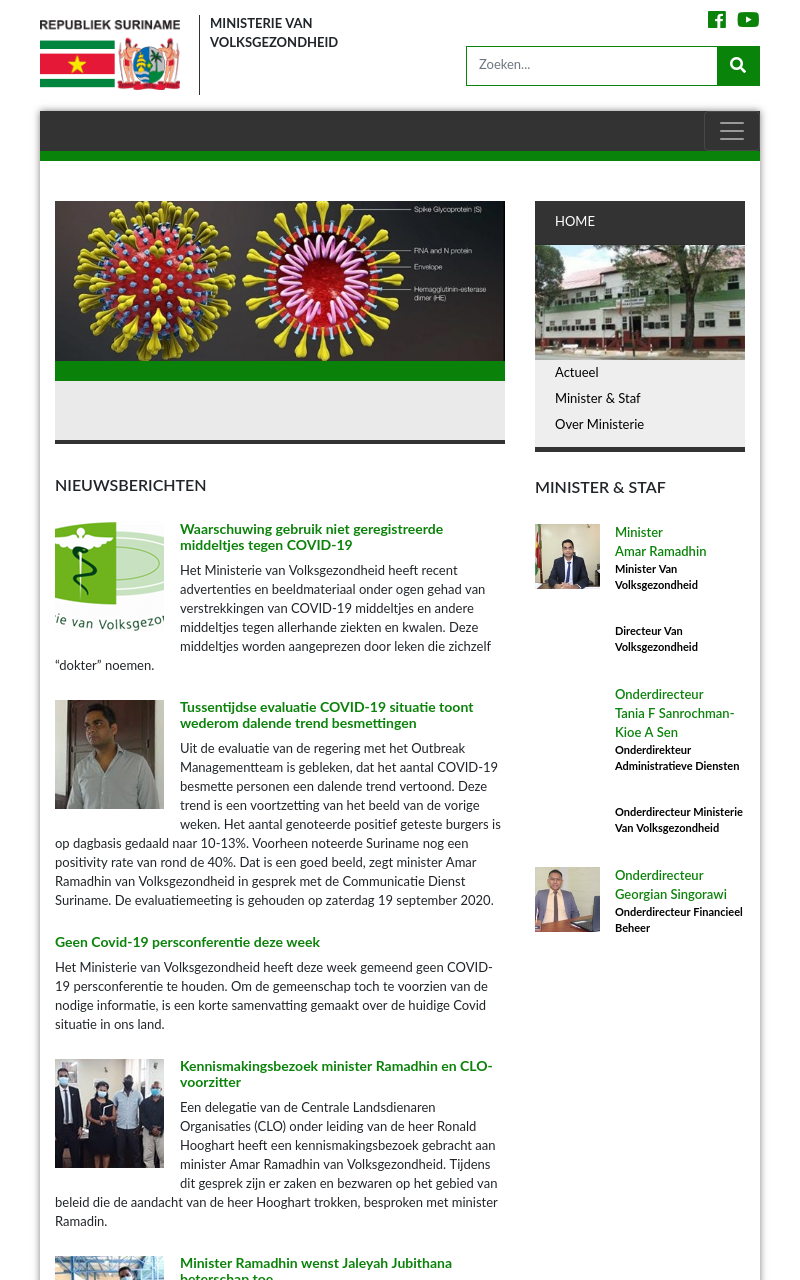 REPUBLIEK SURINAME
MINISTERIE VAN
VOLKSGEZONDHEID
Zoeken...
Spike Glycoprotein (S)
RNA and N protein
Envelope
Hemagglutinin-esterase
dimer (HE)
HOME
Actueel
Minister & Staf
Over Ministerie
NIEUWSBERICHTEN
Waarschuwing gebruik niet geregistreerde
middeltjes tegen COVID-19
Het Ministerie van Volksgezondheid heeft recent
advertenties en beeldmateriaal onder ogen gehad van
verstrekkingen van COVID-19 middeltjes en andere
middeltjes tegen allerhande ziekten en kwalen. Deze
middeltjes worden aangeprezen door leken die zichzelf
“dokter” noemen.
Tussentijdse evaluatie COVID-19 situatie toont
wederom dalende trend besmettingen
Uit de evaluatie van de regering met het Outbreak
Managementteam is gebleken, dat het aantal COVID-19
besmette personen een dalende trend vertoond. Deze
trend is een voortzetting van het beeld van de vorige
weken. Het aantal genoteerde positief geteste burgers is
op dagbasis gedaald naar 10-13%. Voorheen noteerde Suriname nog een
positivity rate van rond de 40%. Dat is een goed beeld, zegt minister Amar
Ramadhin van Volksgezondheid in gesprek met de Communicatie Dienst
Suriname. De evaluatiemeeting is gehouden op zaterdag 19 september 2020.
Geen Covid-19 persconferentie deze week
Het Ministerie van Volksgezondheid heeft deze week gemeend geen COVID-
19 persconferentie te houden. Om de gemeenschap toch te voorzien van de
nodige informatie, is een korte samenvatting gemaakt over de huidige Covid
situatie in ons land.
Kennismakingsbezoek minister Ramadhin en CLO-
voorzitter
Een delegatie van de Centrale Landsdienaren
Organisaties (CLO) onder leiding van de heer Ronald
Hooghart heeft een kennismakingsbezoek gebracht aan
minister Amar Ramadhin van Volksgezondheid. Tijdens
dit gesprek zijn er zaken en bezwaren op het gebied van
beleid die de aandacht van de heer Hooghart trokken, besproken met minister
Ramadin.
Minister Ramadhin wenst Jaleyah Jubithana
beterschap toe
MINISTER & STAF
Minister
Amar Ramadhin
Minister Van
Volksgezondheid
Directeur Van
Volksgezondheid
Onderdirecteur
Tania F Sanrochman-
Kioe A Sen
Onderdirekteur
Administratieve Diensten
Onderdirecteur Ministerie
Van Volksgezondheid
Onderdirecteur
Georgian Singorawi
Onderdirecteur Financieel
Beheer